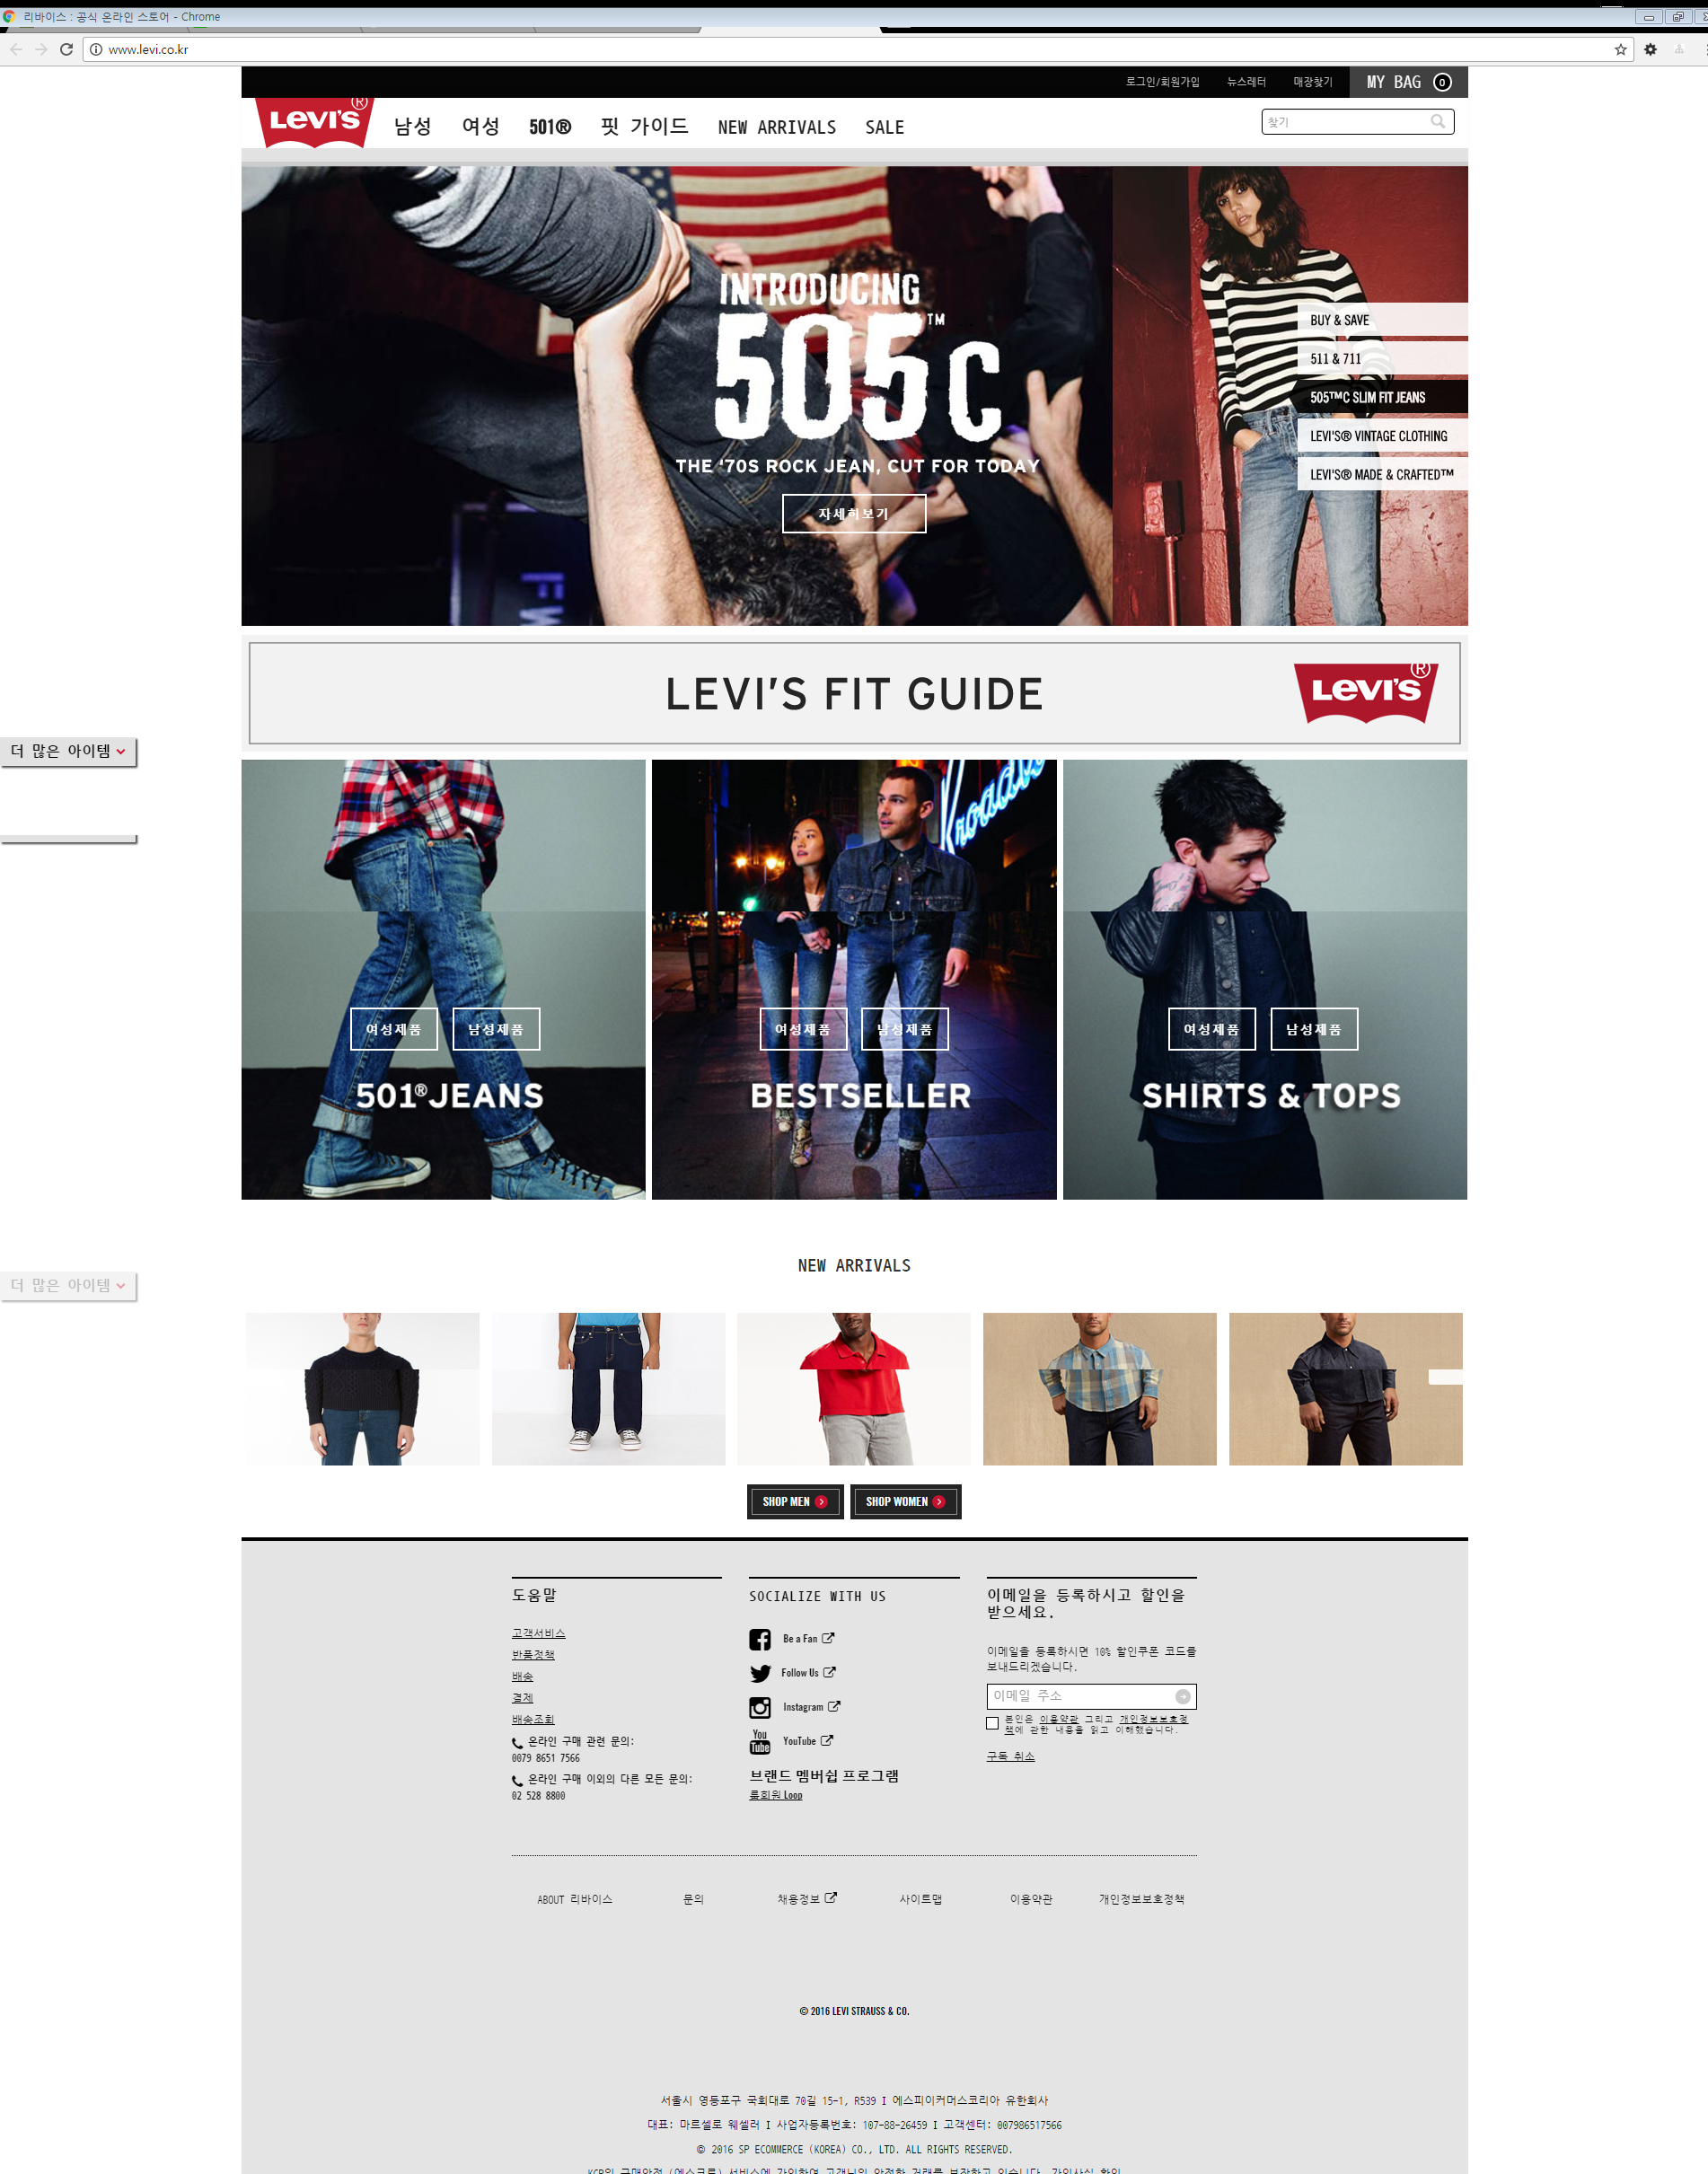 리바이스 : 공식 온라인 스토어 - Chrome
www.levi.co.kr
로그인/회원가입 뉴스레터 매장찾기 MY BAG 0
LEVI'S®
남성 여성 501® 핏 가이드 NEW ARRIVALS SALE
찾기
INTRODUCING
505™C
THE '70S ROCK JEAN, CUT FOR TODAY
자세히보기
BUY & SAVE
511 & 711
505™C SLIM FIT JEANS
LEVI'S® VINTAGE CLOTHING
LEVI'S® MADE & CRAFTED™
LEVI'S FIT GUIDE
LEVI'S®
더 많은 아이템
여성제품 남성제품
501® JEANS
여성제품 남성제품
BESTSELLER
여성제품 남성제품
SHIRTS & TOPS
NEW ARRIVALS
더 많은 아이템
SHOP MEN SHOP WOMEN
도움말
고객서비스
반품정책
배송
결제
배송조회
온라인 구매 관련 문의:
0079 8651 7566
온라인 구매 이외의 다른 모든 문의:
02 528 8800
SOCIALIZE WITH US
Be a Fan
Follow Us
Instagram
You Tube YouTube
브랜드 멤버쉽 프로그램
룹회원 Loop
이메일을 등록하시고 할인을
받으세요.
이메일을 등록하시면 10% 할인쿠폰 코드를
보내드리겠습니다.
이메일 주소
본인은 이용약관 그리고 개인정보보호정
책에 관한 내용을 읽고 이해했습니다.
구독 취소
ABOUT 리바이스 문의 채용정보 사이트맵 이용약관 개인정보보호정책
© 2016 LEVI STRAUSS & CO.
서울시 영등포구 국회대로 70길 15-1, R539 I 에스피이커머스코리아 유한회사
대표: 마르셀로 웨셀러 I 사업자등록번호: 107-88-26459 I 고객센터: 007986517566
© 2016 SP ECOMMERCE (KOREA) CO., LTD. ALL RIGHTS RESERVED.